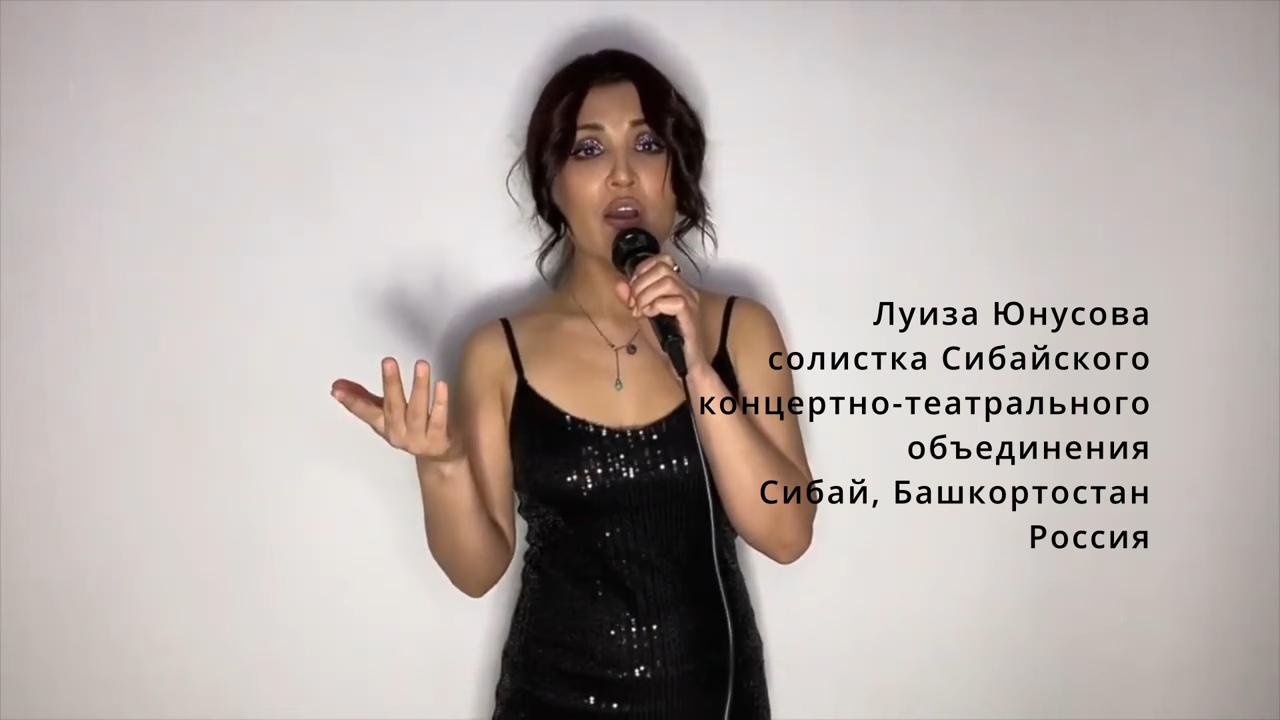 Луиза Юнусова
солистка Сибайского
концертно-театрального
объединения
Сибай, Башкортостан
Россия